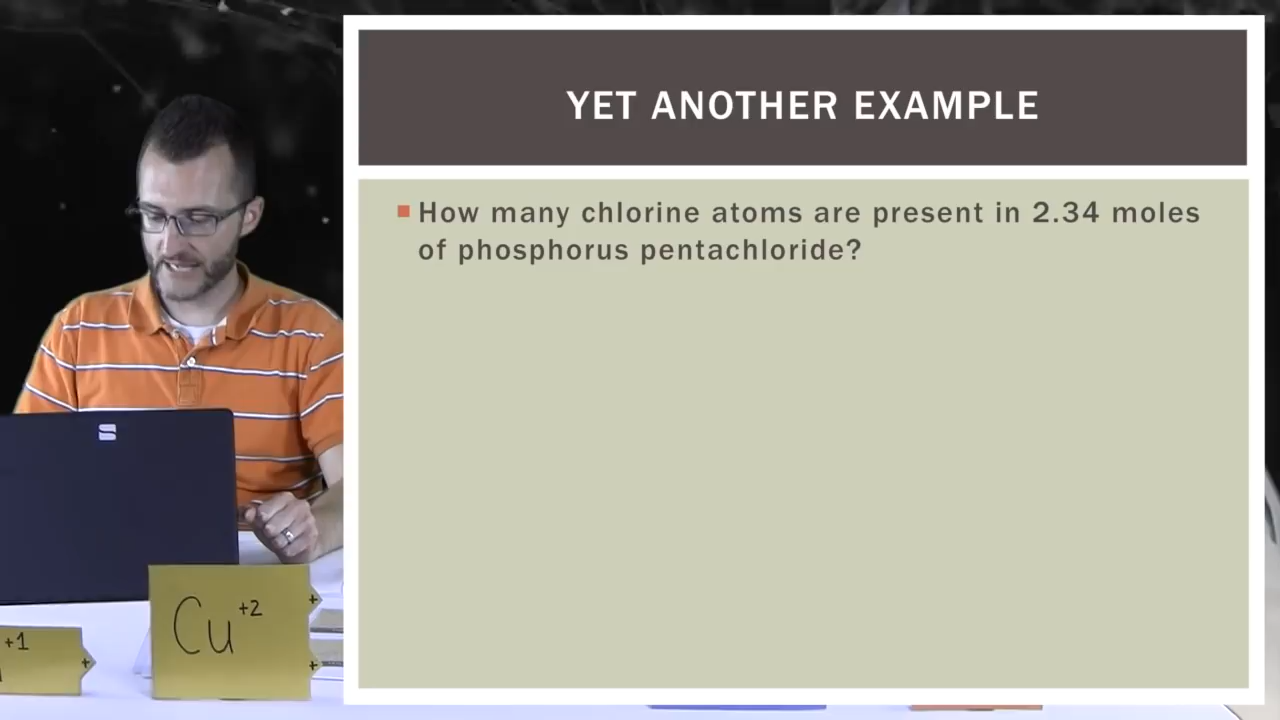 YET ANOTHER EXAMPLE
How many chlorine atoms are present in 2.34 moles
of phosphorus pentachloride?
Cu+2
+
+
+1
+